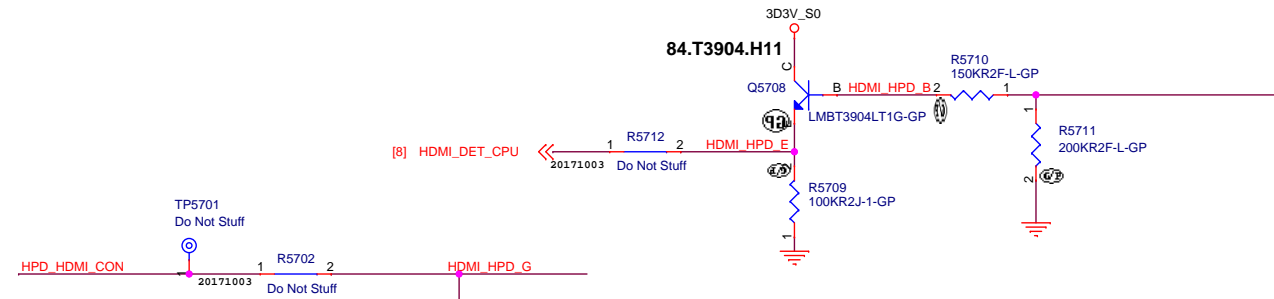 3D3V_S0
84.T3904.H11
C
Q5708
B
HDMI_HPD_B
2
R5710
150KR2F-L-GP
1
LMBT3904LT1G-GP
GP
1
R5711
200KR2F-L-GP
2
[8] HDMI_DET_CPU
1
R5712
2
HDMI_HPD_E
20171003
Do Not Stuff
2
R5709
100KR2J-1-GP
1
TP5701
Do Not Stuff
HPD_HDMI_CON
1
20171003
1
R5702
2
Do Not Stuff
HDMI_HPD_G